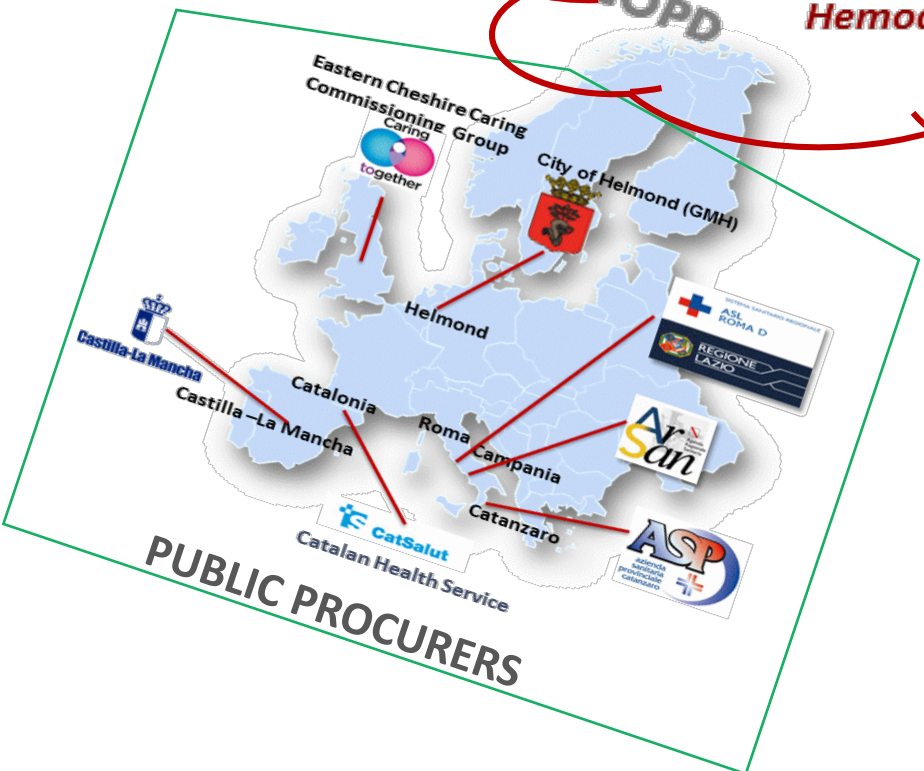 OPD
Eastern Cheshire Caring
Commissioning Group
Caring
together
City of Helmond (GMH)
Helmond
SISTEMA SANITARIO REGIONALE
ASL
ROMA D
REGIONE
LAZIO
Castilla-La Mancha
Castilla –La Mancha
Catalonia
Roma
Campania
Catanzaro
Ar
San
CatSalut
Catalan Health Service
ASP
azienda
sanitaria
provinciale
catanzaro
PUBLIC PROCURERS